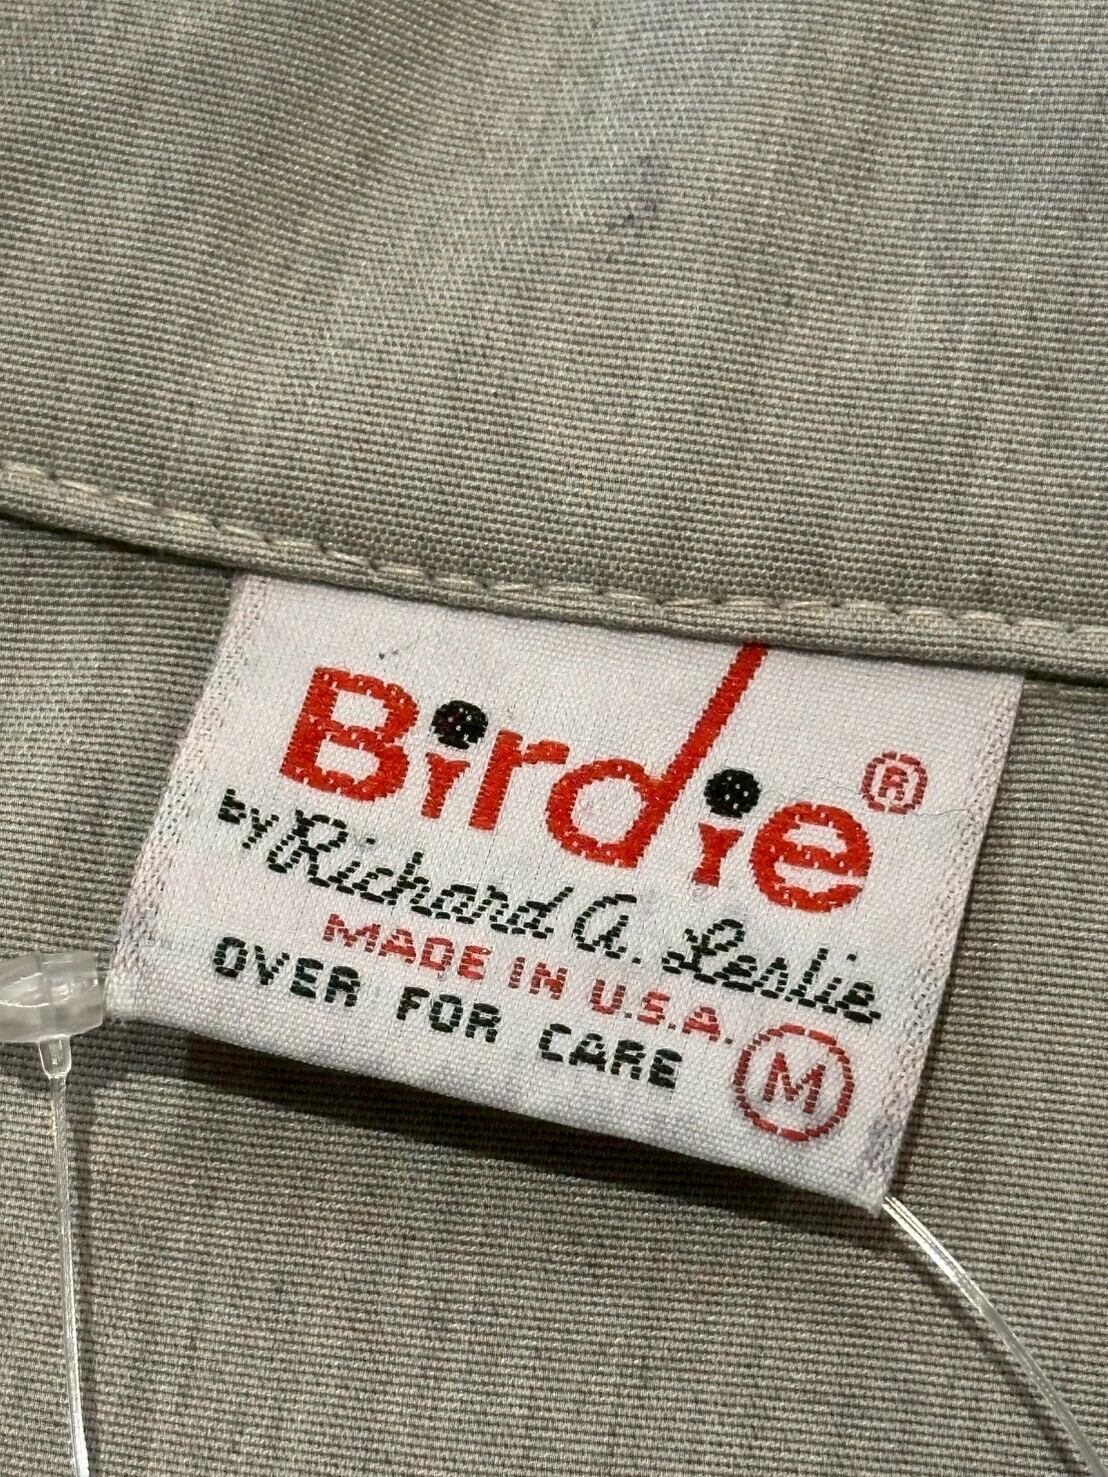 Birdie®
by Richard A. Leslie
MADE IN U.S.A.
OVER FOR CARE
M